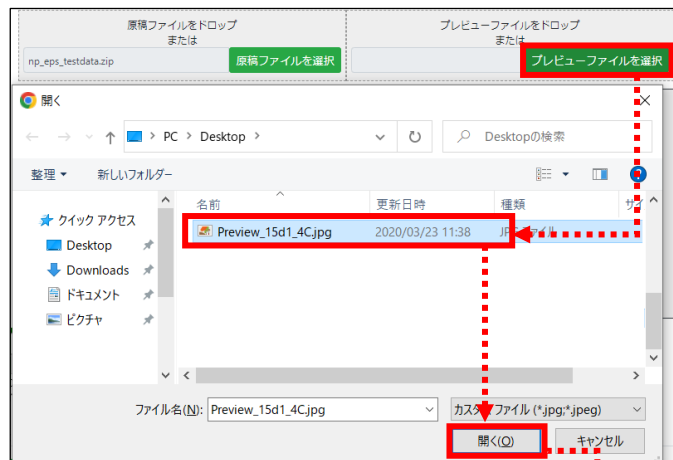 原稿ファイルをドロップ
または
np_eps_testdata.zip
原稿ファイルを選択
プレビューファイルをドロップ
または
プレビューファイルを選択
開く
PC > Desktop >
Desktopの検索
整理
新しいフォルダー
名前
更新日時
種類
クイック アクセス
Desktop
Downloads
ドキュメント
ピクチャ
Preview_15d1_4C.jpg
2020/03/23 11:38
ファイル名(N):
Preview_15d1_4C.jpg
ファイル (*.jpg;*.jpeg)
開く(O)
キャンセル